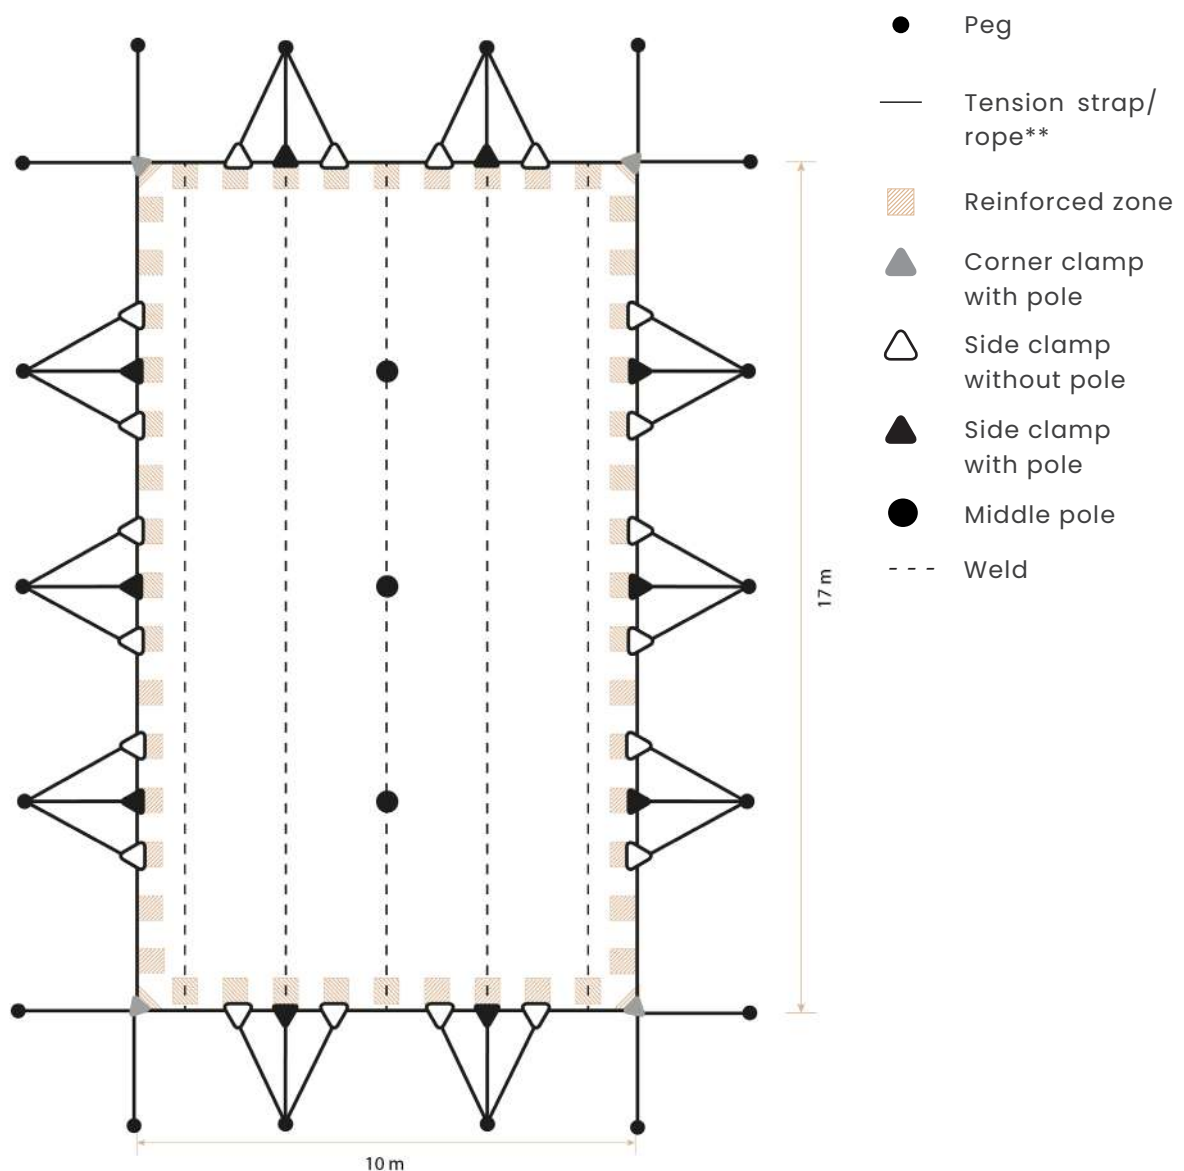 Peg
Tension strap/
rope**
Reinforced zone
Corner clamp
with pole
Side clamp
without pole
Side clamp
with pole
Middle pole
Weld
17 m
10 m